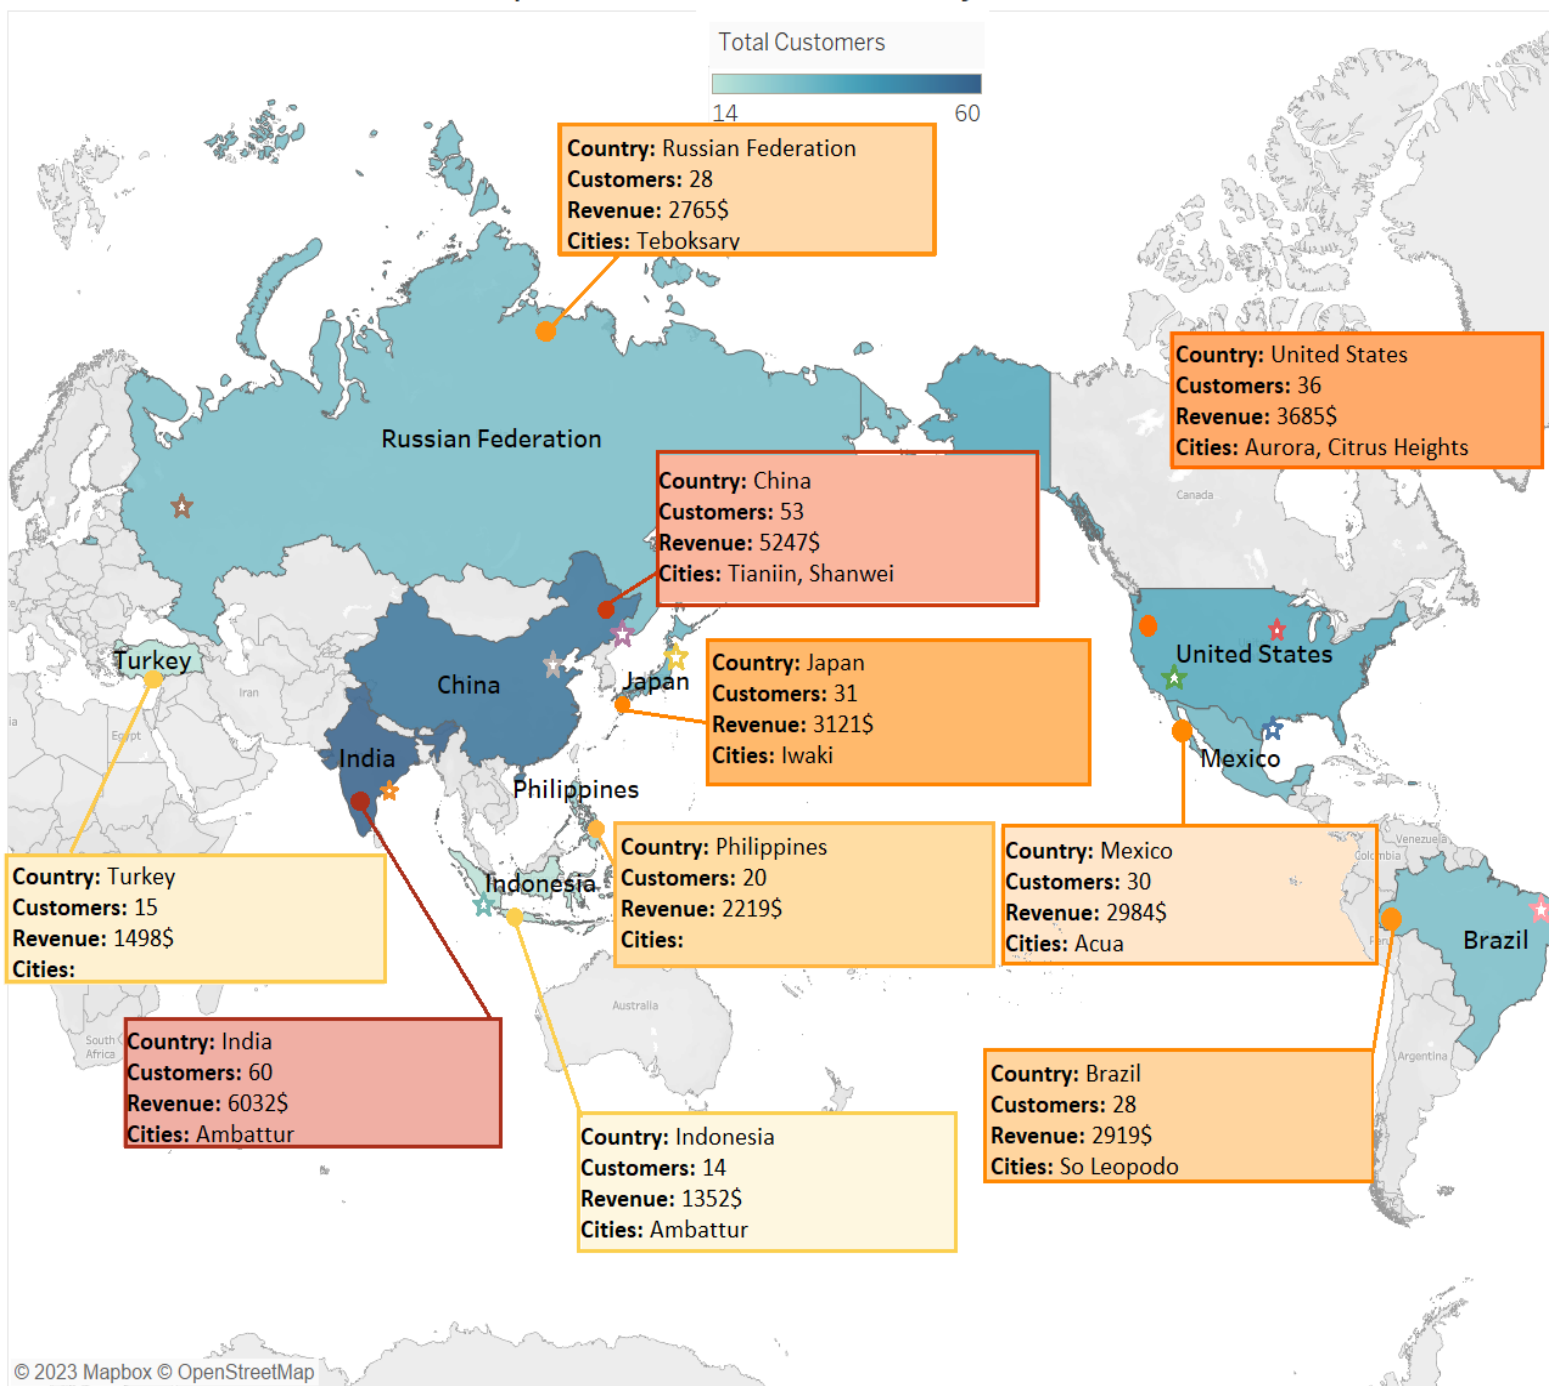 Total Customers
14 60
Country: Russian Federation
Customers: 28
Revenue: 2765$
Cities: Teboksary
Country: United States
Customers: 36
Revenue: 3685$
Cities: Aurora, Citrus Heights
Russian Federation
Canada
Country: China
Customers: 53
Revenue: 5247$
Cities: Tianiin, Shanwei
Turkey
China
Japan
United States
Iran
Egypt
India
Mexico
Philippines
Indonesia
Country: Japan
Customers: 31
Revenue: 3121$
Cities: Iwaki
Country: Philippines
Customers: 20
Revenue: 2219$
Cities:
Country: Mexico
Customers: 30
Revenue: 2984$
Cities: Acua
Venezuela
Colombia
Peru
Brazil
Country: Turkey
Customers: 15
Revenue: 1498$
Cities:
Australia
South
Africa
Argentina
Country: India
Customers: 60
Revenue: 6032$
Cities: Ambattur
Country: Brazil
Customers: 28
Revenue: 2919$
Cities: So Leopodo
Country: Indonesia
Customers: 14
Revenue: 1352$
Cities: Ambattur
© 2023 Mapbox © OpenStreetMap